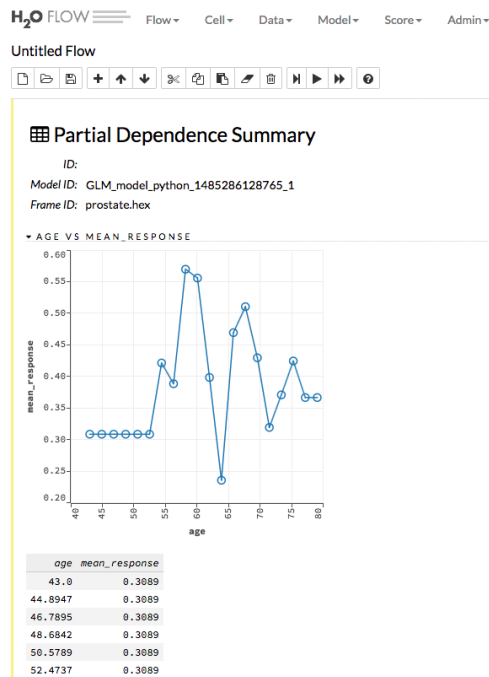 H2O FLOW Flow Cell Data Model Score Admin
Untitled Flow
Partial Dependence Summary
ID:
Model ID: GLM_model_python_1485286128765_1
Frame ID: prostate.hex
AGE VS MEAN_RESPONSE
0.60
0.55
0.50
0.45
0.40
0.35
0.30
0.25
0.20
mean_response
40 45 50 55 60 65 70 75 80
age
age mean_response
43.0 0.3089
44.8947 0.3089
46.7895 0.3089
48.6842 0.3089
50.5789 0.3089
52.4737 0.3089